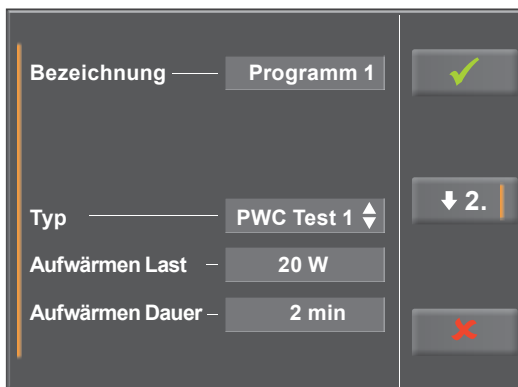 Bezeichnung Programm 1
Typ PWC Test 1
2.
Aufwärmen Last 20 W
Aufwärmen Dauer 2 min